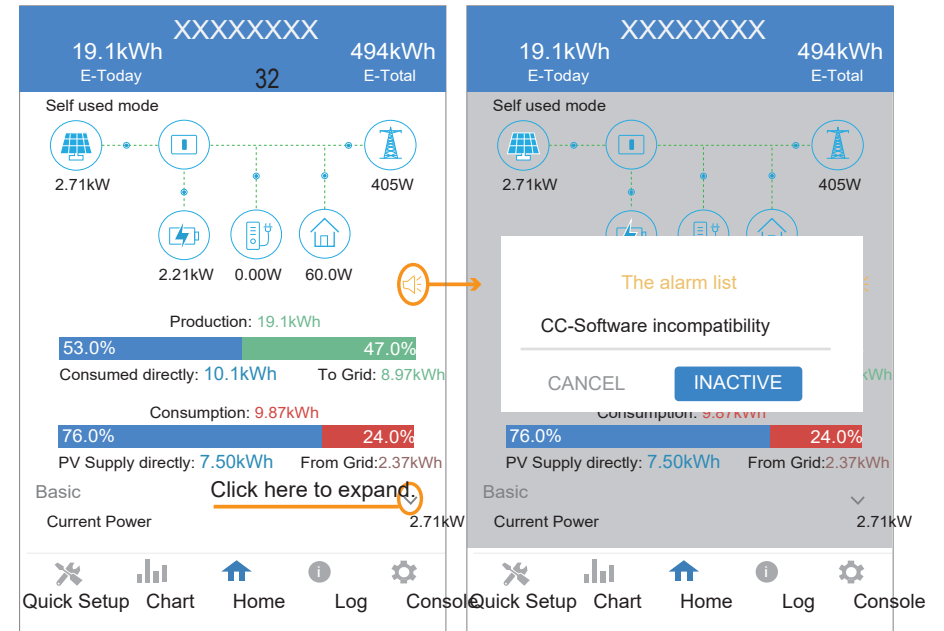 XXXXXXXX
19.1kWh 494kWh
E-Today 32 E-Total
Self used mode
2.71kW 405W
2.21kW 0.00W 60.0W
Production: 19.1kWh
53.0% 47.0%
Consumed directly: 10.1kWh To Grid: 8.97kWh
Consumption: 9.87kWh
76.0% 24.0%
PV Supply directly: 7.50kWh From Grid:2.37kWh
Basic Click here to expand.
Current Power 2.71kW
Quick Setup Chart Home Log Console
XXXXXXXX
19.1kWh 494kWh
E-Today E-Total
Self used mode
2.71kW 405W
The alarm list
CC-Software incompatibility
CANCEL INACTIVE
kWh
Consumption: 9.87kWh
76.0% 24.0%
PV Supply directly: 7.50kWh From Grid:2.37kWh
Basic
Current Power 2.71kW
Quick Setup Chart Home Log Console